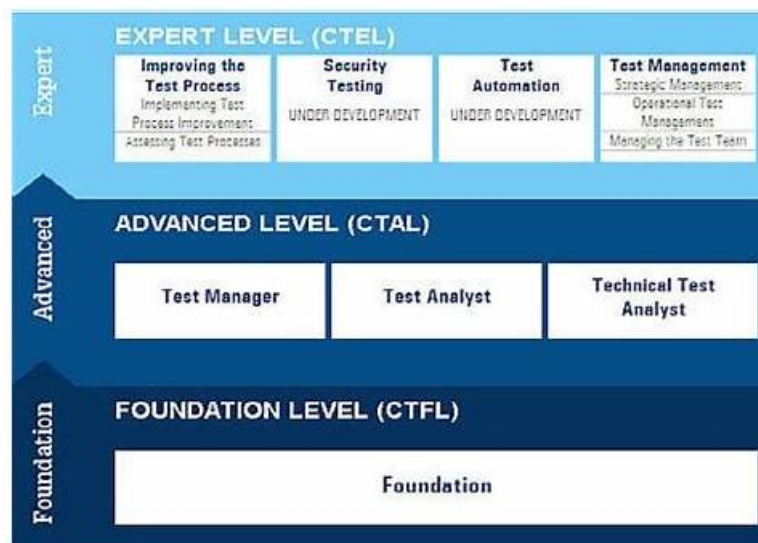 Expert
EXPERT LEVEL (CTEL)
Improving the
Test Process
Implementing Test
Process Improvement
Assessing Test Processes
Security
Testing
UNDER DEVELOPMENT
Test
Automation
UNDER DEVELOPMENT
Test Management
Strategic Management
Operational Test
Management
Managing the Test Team
Advanced
ADVANCED LEVEL (CTAL)
Test Manager
Test Analyst
Technical Test
Analyst
Foundation
FOUNDATION LEVEL (CTFL)
Foundation